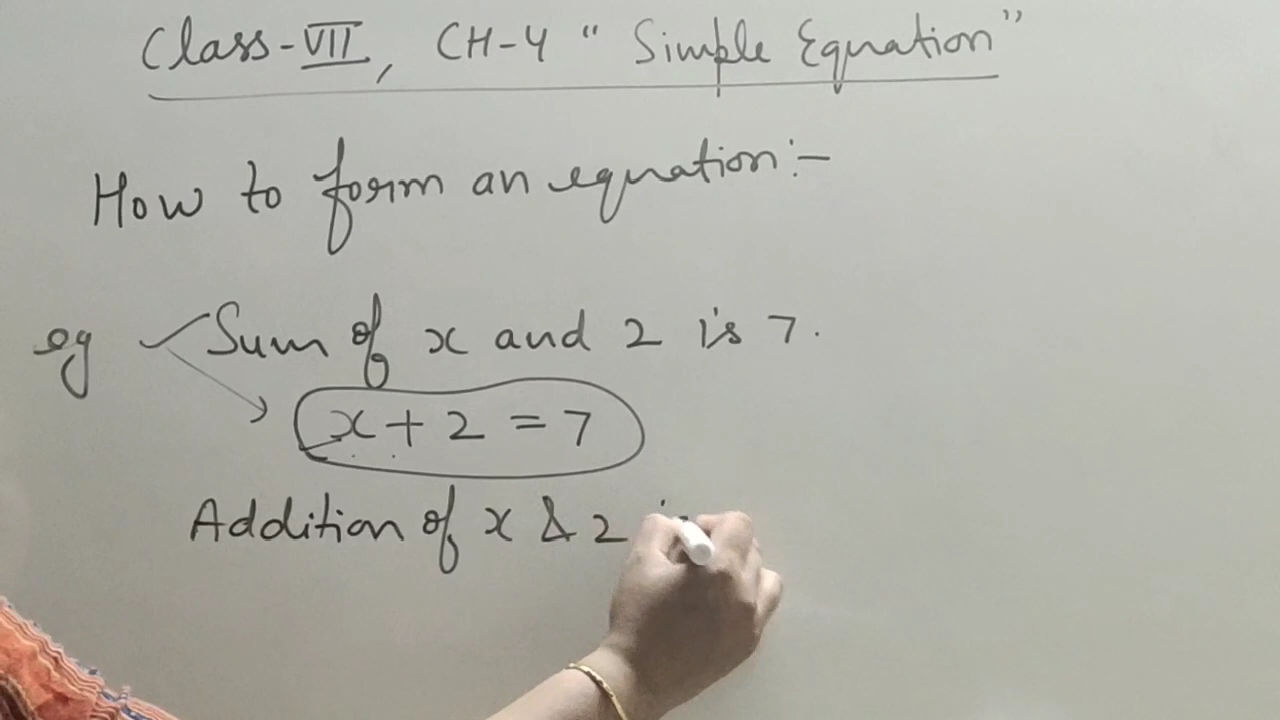 Class-VII, CH-4 "Simple Equation"
How to form an equation:-
eg Sum of x and 2 is 7.
x + 2 = 7
Addition of x & 2